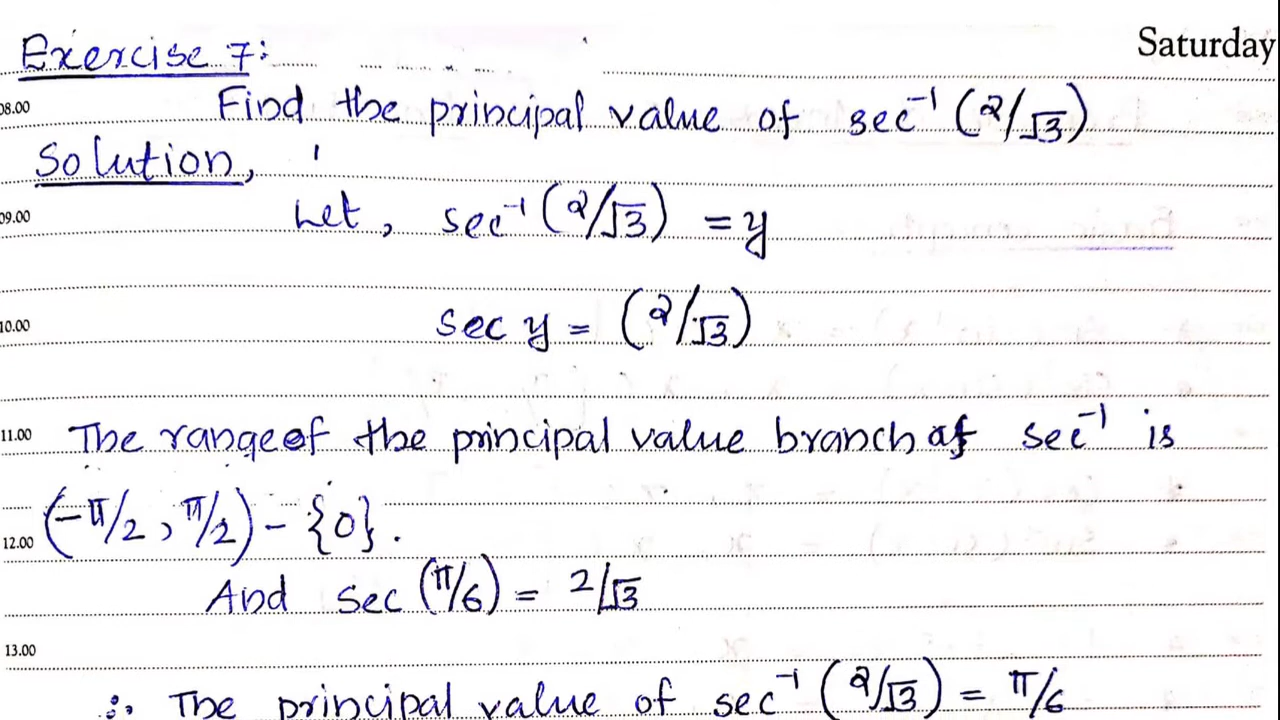 Saturday
Exercise 7:
08.00
Find the principal value of sec⁻¹ (2/√3)
Solution,
09.00
Let, sec⁻¹ (2/√3) = y
10.00
sec y = (2/√3)
11.00
The range of the principal value branch of sec⁻¹ is
(-π/2, π/2) - {0}.
12.00
And sec (π/6) = 2/√3
13.00
∴ The principal value of sec⁻¹ (2/√3) = π/6